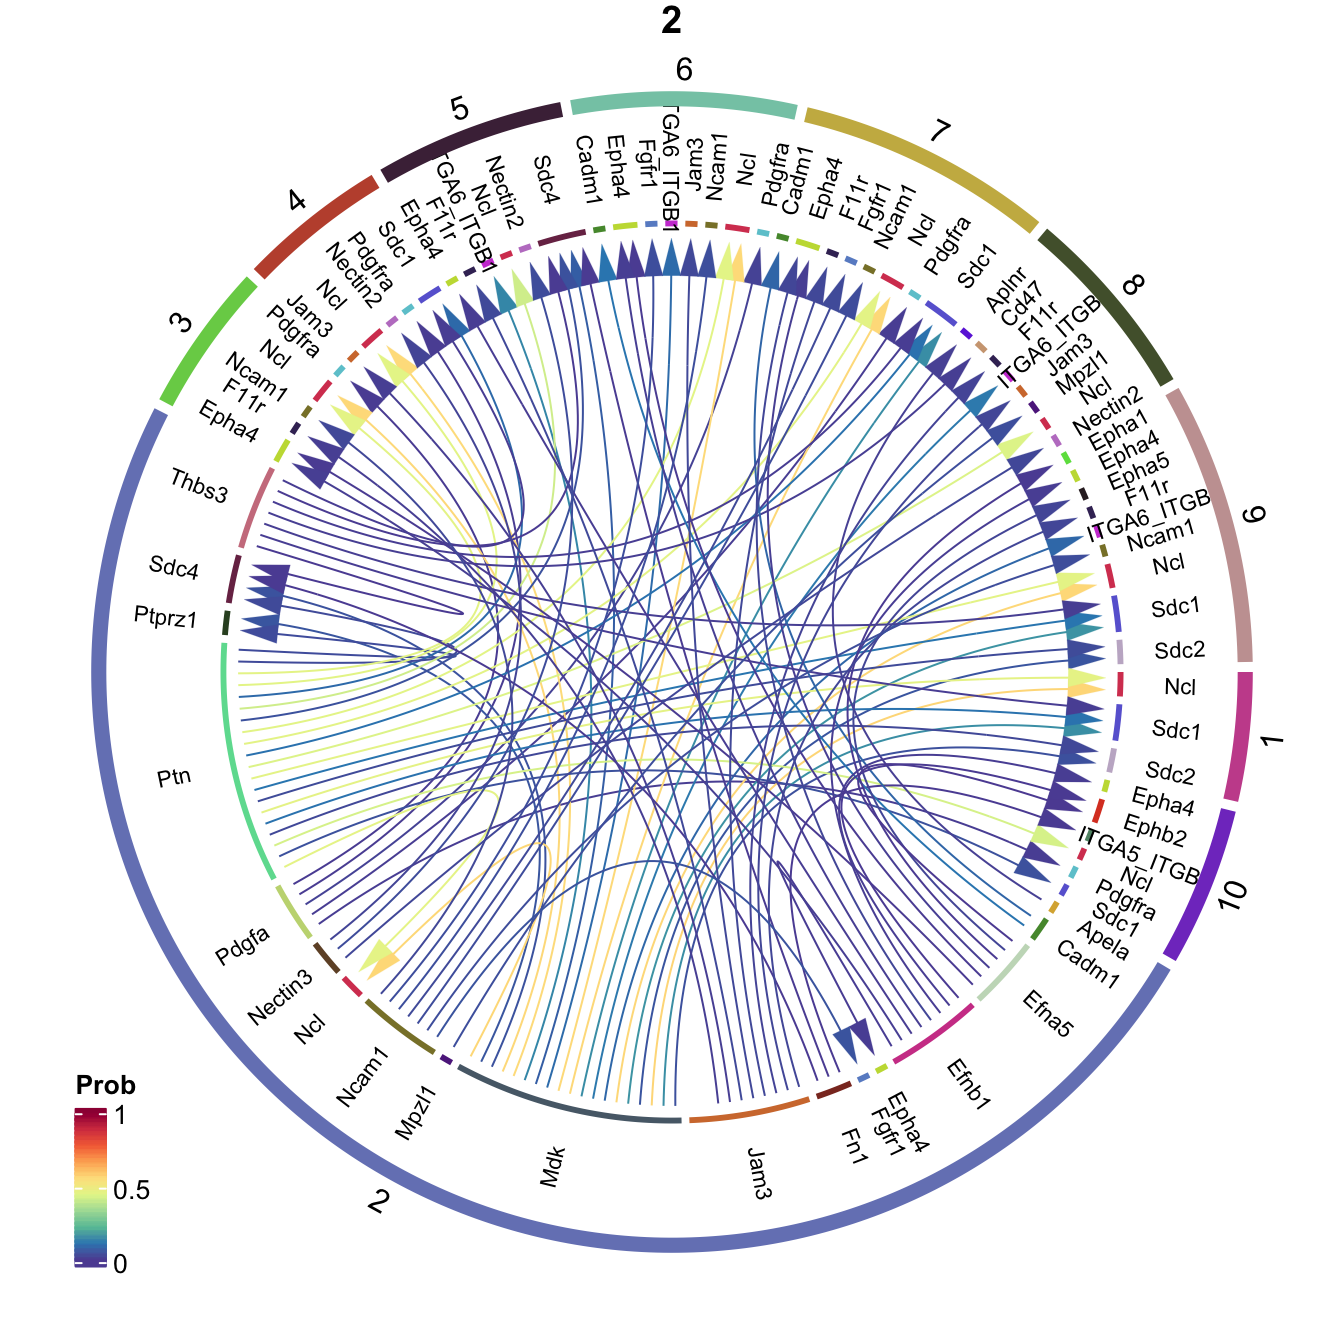 2
6
Cadm1
Epha4
Fgfr1
TGA6_ITGB1
Jam3
Ncam1
Ncl
Pdgfra
7
Cadm1
Epha4
F11r
Fgfr1
Ncam1
Ncl
Pdgfra
Sdc1
8
Aplnr
Cd47
F11r
ITGA6_ITGB
Jam3
Mpzl1
Ncl
Nectin2
9
Epha1
Epha4
Epha5
F11r
ITGA6_ITGB
Ncam1
Ncl
Sdc1
Sdc2
1
Ncl
Sdc1
Sdc2
10
Epha4
Ephb2
ITGA5_ITGB
Ncl
Pdgfra
Sdc1
2
Apela
Cadm1
Efna5
Efnb1
Epha4
Fgfr1
Fn1
Jam3
Mdk
Mpzl1
Ncam1
Ncl
Nectin3
Pdgfa
Ptn
Ptprz1
Sdc4
Thbs3
3
Epha4
F11r
Ncam1
Ncl
Pdgfra
4
Jam3
Ncl
Nectin2
Pdgfra
Sdc1
5
Epha4
F11r
TGA6_ITGB1
Ncl
Nectin2
Sdc4
Prob
1
0.5
0